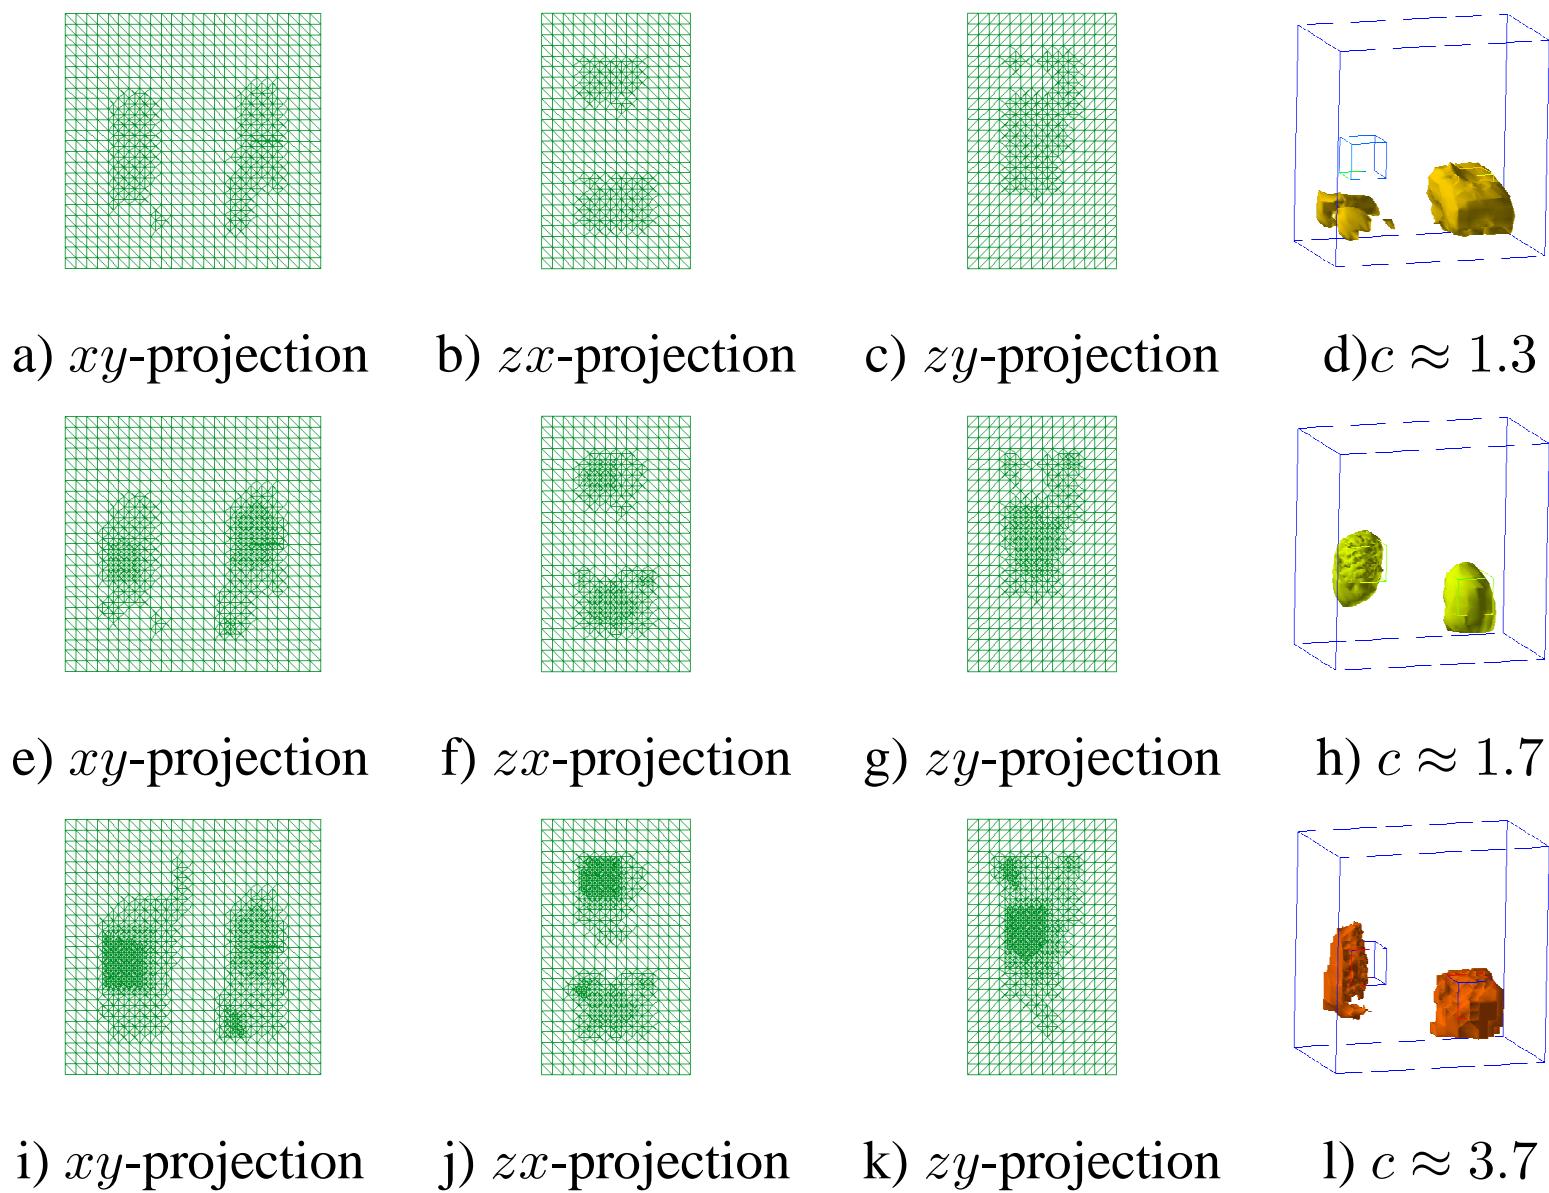 a) xy-projection b) zx-projection c) zy-projection d)c ≈ 1.3
e) xy-projection f) zx-projection g) zy-projection h) c ≈ 1.7
i) xy-projection j) zx-projection k) zy-projection l) c ≈ 3.7